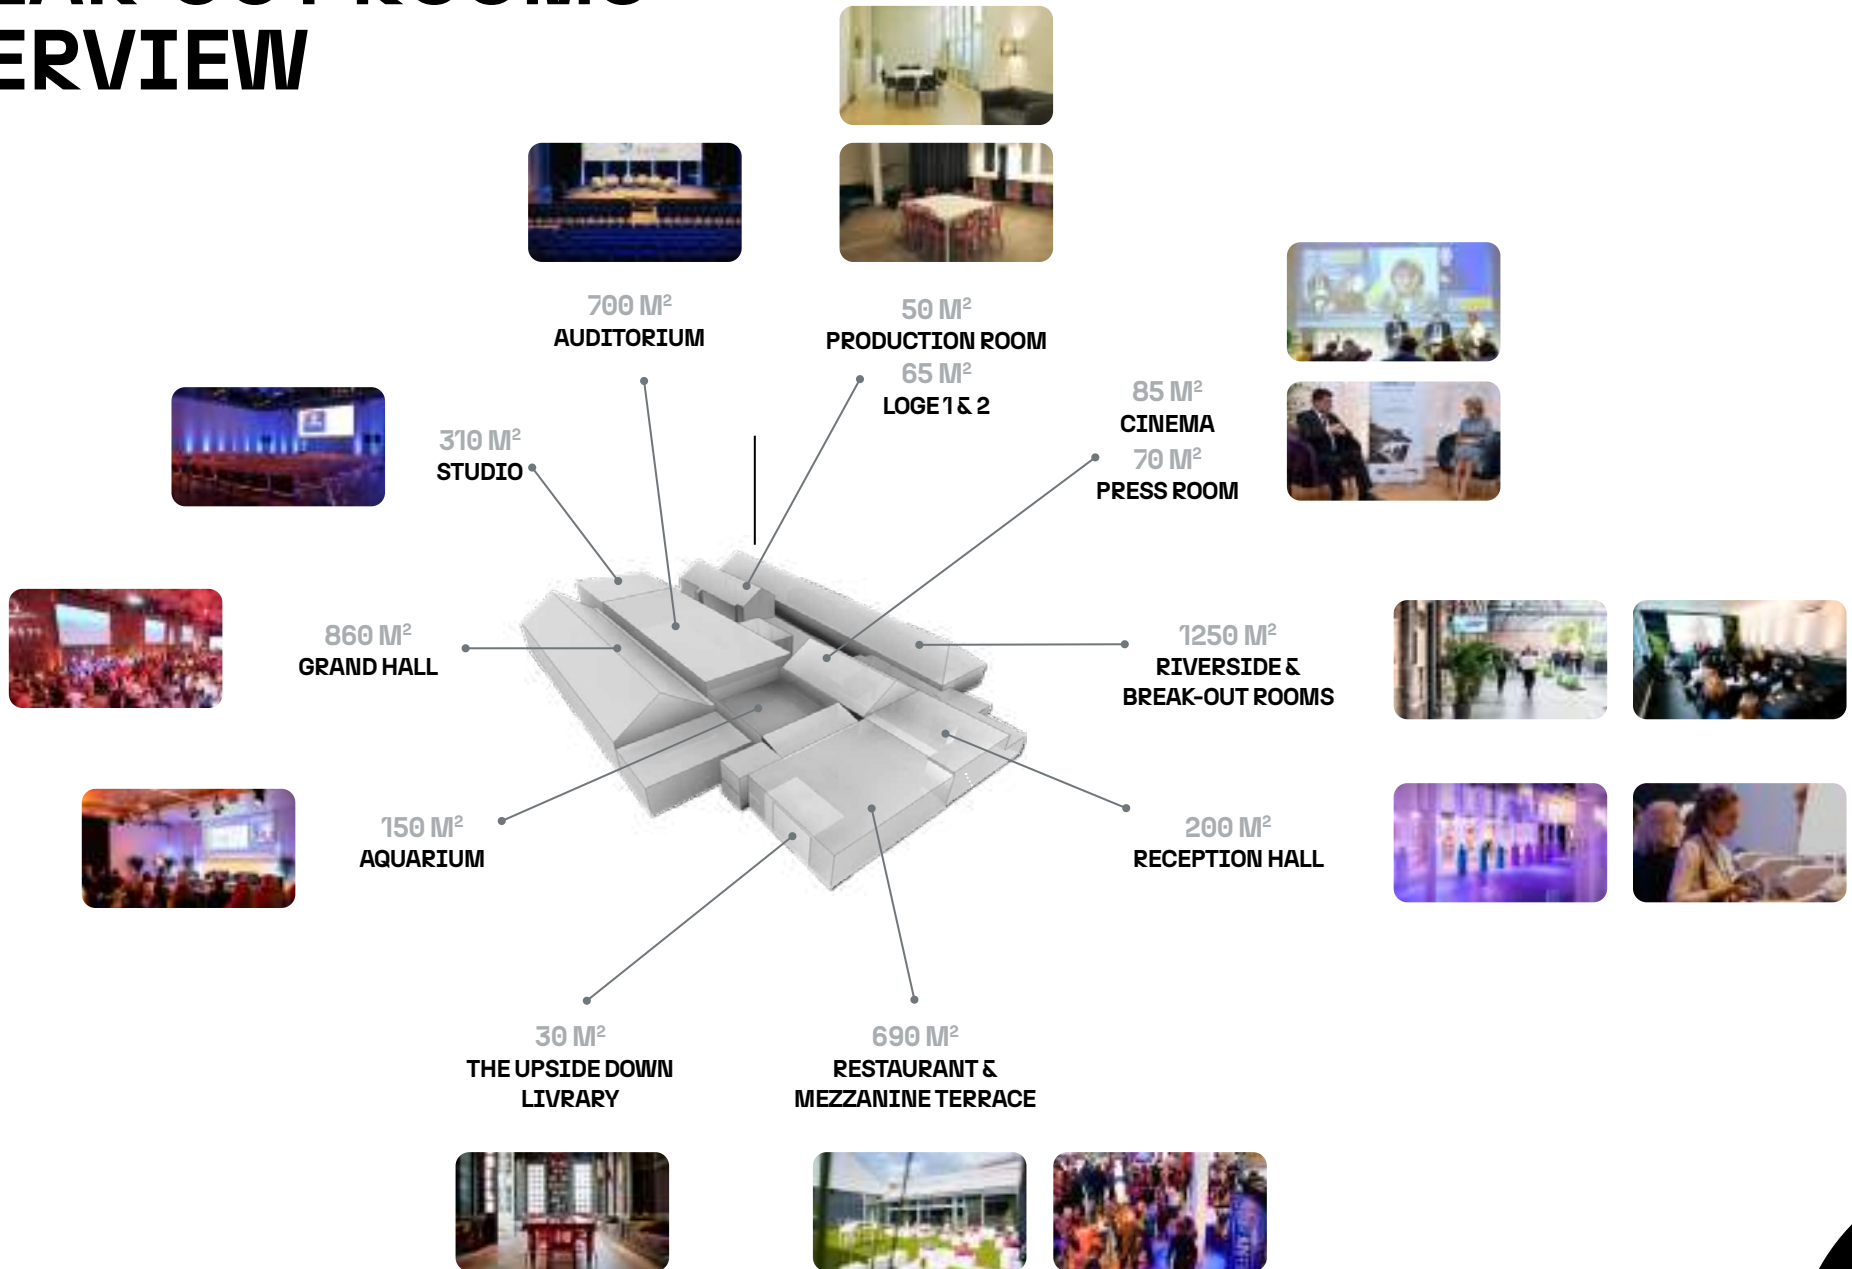 ERVIEW
700 M²
AUDITORIUM
50 M²
PRODUCTION ROOM
65 M²
LOGE 1 & 2
85 M²
CINEMA
70 M²
PRESS ROOM
310 M²
STUDIO
860 M²
GRAND HALL
1250 M²
RIVERSIDE &
BREAK-OUT ROOMS
150 M²
AQUARIUM
200 M²
RECEPTION HALL
30 M²
THE UPSIDE DOWN
LIVRARY
690 M²
RESTAURANT &
MEZZANINE TERRACE